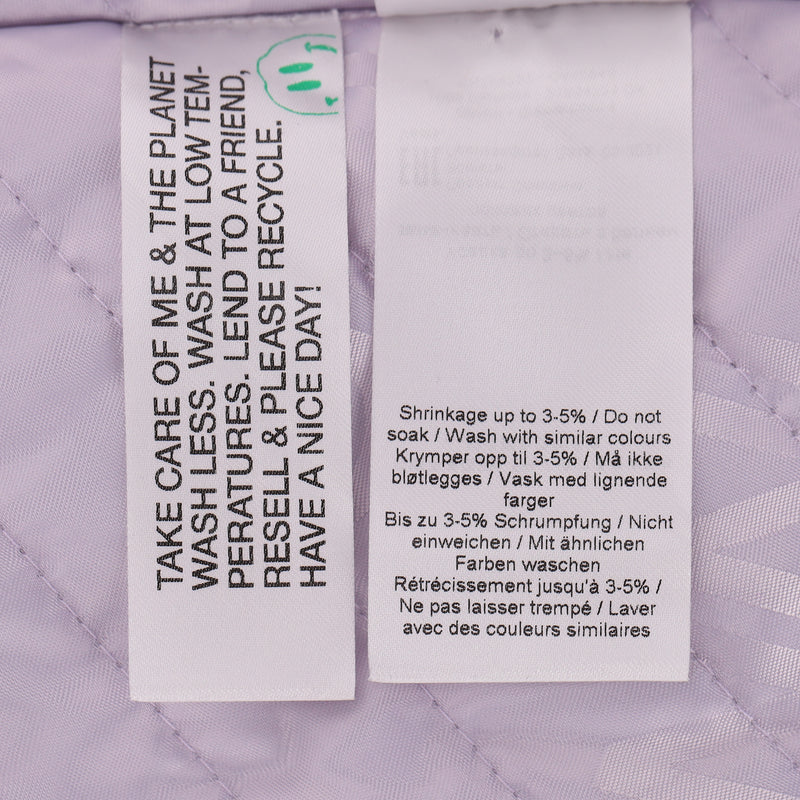 TAKE CARE OF ME & THE PLANET
WASH LESS. WASH AT LOW TEM-
PERATURES. LEND TO A FRIEND,
RESELL & PLEASE RECYCLE.
HAVE A NICE DAY!
Shrinkage up to 3-5% / Do not
soak / Wash with similar colours
Krymper opp til 3-5% / Må ikke
bløtlegges / Vask med lignende
farger
Bis zu 3-5% Schrumpfung / Nicht
einweichen / Mit ähnlichen
Farben waschen
Rétrécissement jusqu'à 3-5% /
Ne pas laisser trempé / Laver
avec des couleurs similaires